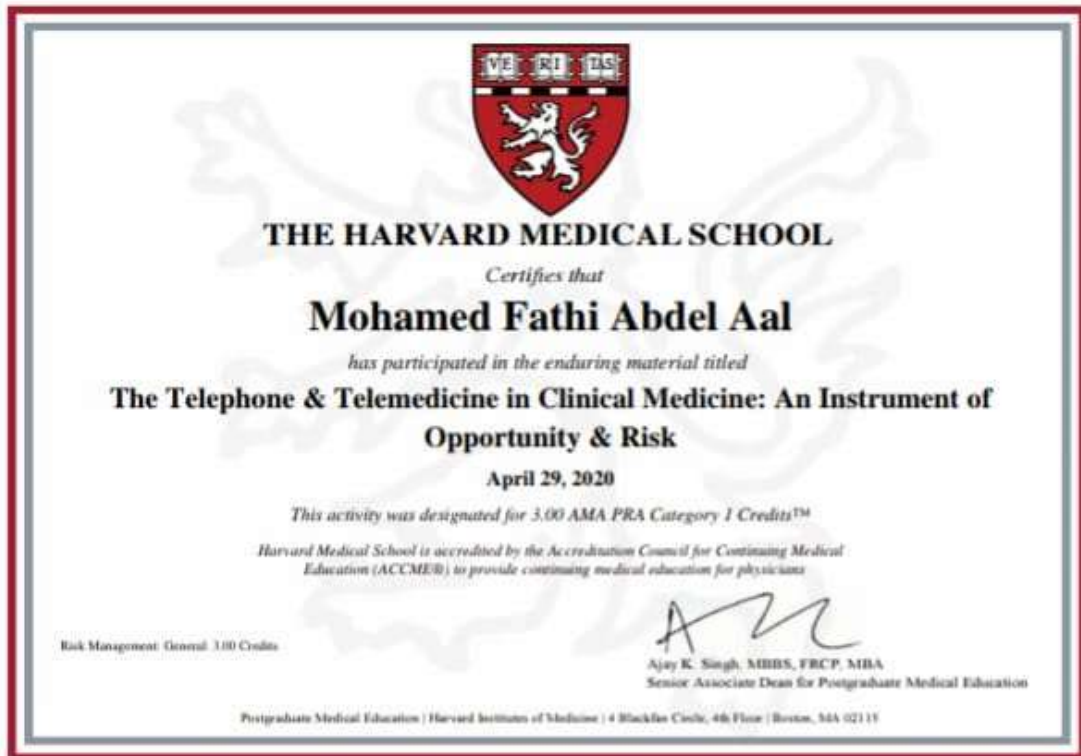 VE RI TAS
THE HARVARD MEDICAL SCHOOL
Certifies that
Mohamed Fathi Abdel Aal
has participated in the enduring material titled
The Telephone & Telemedicine in Clinical Medicine: An Instrument of
Opportunity & Risk
April 29, 2020
This activity was designated for 3.00 AMA PRA Category 1 Credits™
Harvard Medical School is accredited by the Accreditation Council for Continuing Medical
Education (ACCME®) to provide continuing medical education for physicians
Risk Management: General: 3.00 Credits
Ajay K. Singh, MBBS, FRCP, MBA
Senior Associate Dean for Postgraduate Medical Education
Postgraduate Medical Education | Harvard Institutes of Medicine | 4 Blackfan Circle, 4th Floor | Boston, MA 02115